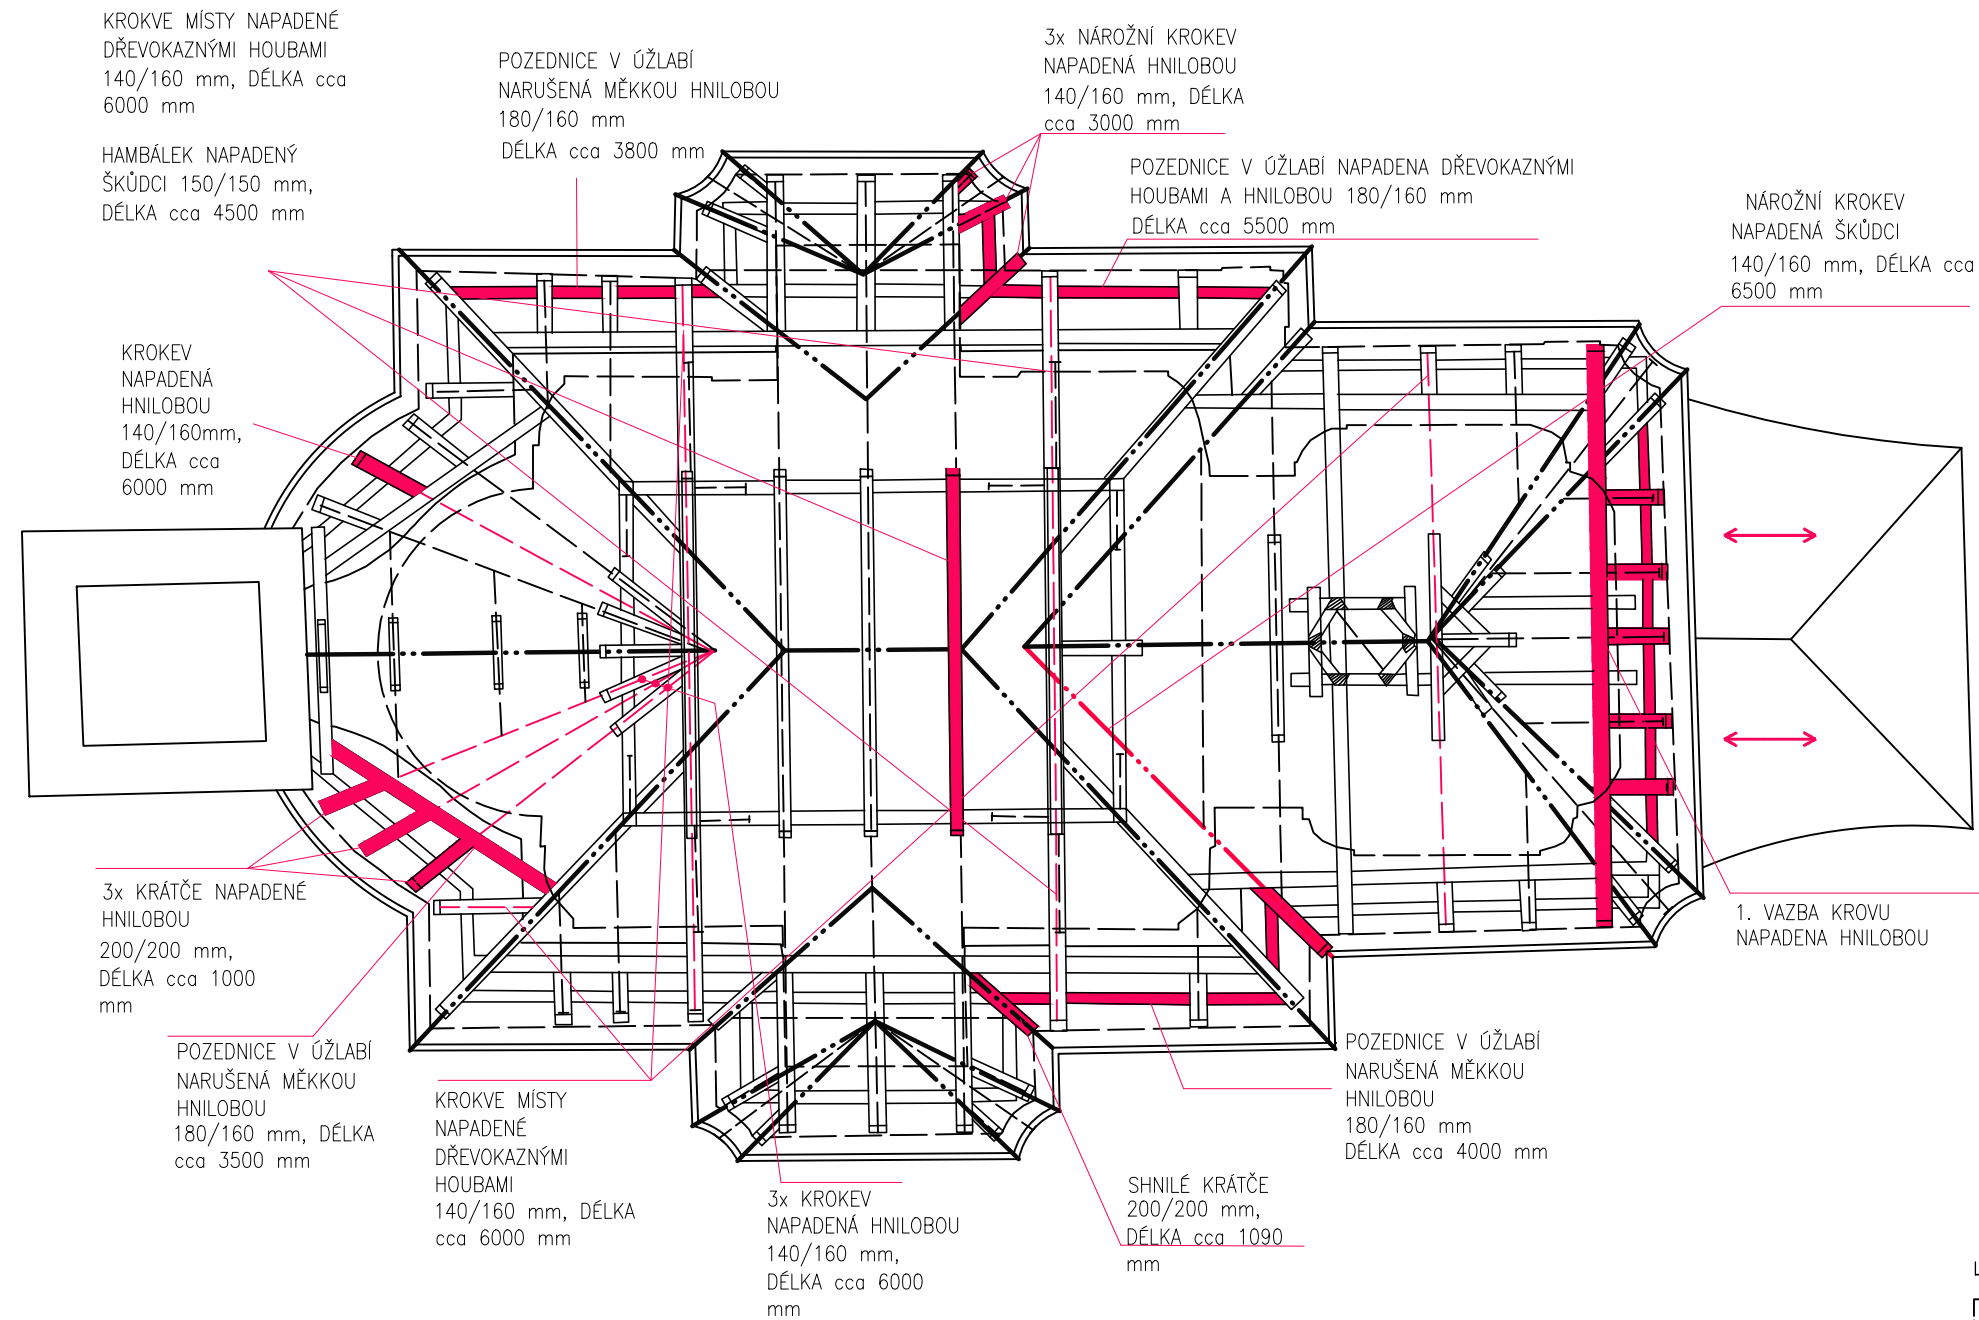 KROKVE MÍSTY NAPADENÉ
DŘEVOKAZNÝMI HOUBAMI
140/160 mm, DÉLKA cca
6000 mm
HAMBÁLEK NAPADENÝ
ŠKŮDCI 150/150 mm,
DÉLKA cca 4500 mm
POZEDNICE V ÚŽLABÍ
NARUŠENÁ MĚKKOU HNILOBOU
180/160 mm
DÉLKA cca 3800 mm
3x NÁROŽNÍ KROKEV
NAPADENÁ HNILOBOU
140/160 mm, DÉLKA
cca 3000 mm
POZEDNICE V ÚŽLABÍ NAPADENA DŘEVOKAZNÝMI
HOUBAMI A HNILOBOU 180/160 mm
DÉLKA cca 5500 mm
NÁROŽNÍ KROKEV
NAPADENÁ ŠKŮDCI
140/160 mm, DÉLKA cca
6500 mm
KROKEV
NAPADENÁ
HNILOBOU
140/160mm,
DÉLKA cca
6000 mm
3x KRÁTČE NAPADENÉ
HNILOBOU
200/200 mm,
DÉLKA cca 1000
mm
POZEDNICE V ÚŽLABÍ
NARUŠENÁ MĚKKOU
HNILOBOU
180/160 mm, DÉLKA
cca 3500 mm
KROKVE MÍSTY
NAPADENÉ
DŘEVOKAZNÝMI
HOUBAMI
140/160 mm, DÉLKA
cca 6000 mm
3x KROKEV
NAPADENÁ HNILOBOU
140/160 mm,
DÉLKA cca 6000
mm
SHNILÉ KRÁTČE
200/200 mm,
DÉLKA cca 1090
mm
POZEDNICE V ÚŽLABÍ
NARUŠENÁ MĚKKOU
HNILOBOU
180/160 mm
DÉLKA cca 4000 mm
1. VAZBA KROVU
NAPADENA HNILOBOU